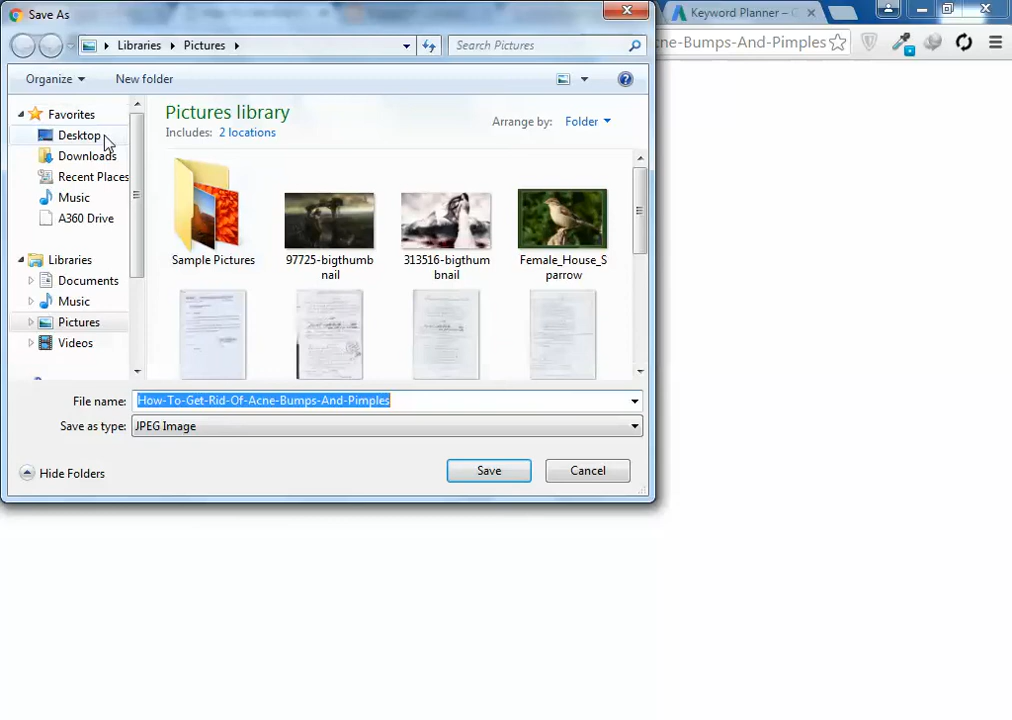 Save As
Keyword Planner – G
Libraries
Pictures
Search Pictures
ne-Bumps-And-Pimples
Organize
New folder
Favorites
Desktop
Downloads
Recent Places
Music
A360 Drive
Libraries
Documents
Music
Pictures
Videos
Pictures library
Includes: 2 locations
Arrange by: Folder
Sample Pictures
97725-bigthumb
nail
313516-bigthum
bnail
Female_House_S
parrow
File name: How-To-Get-Rid-Of-Acne-Bumps-And-Pimples
Save as type: JPEG Image
Hide Folders
Save
Cancel